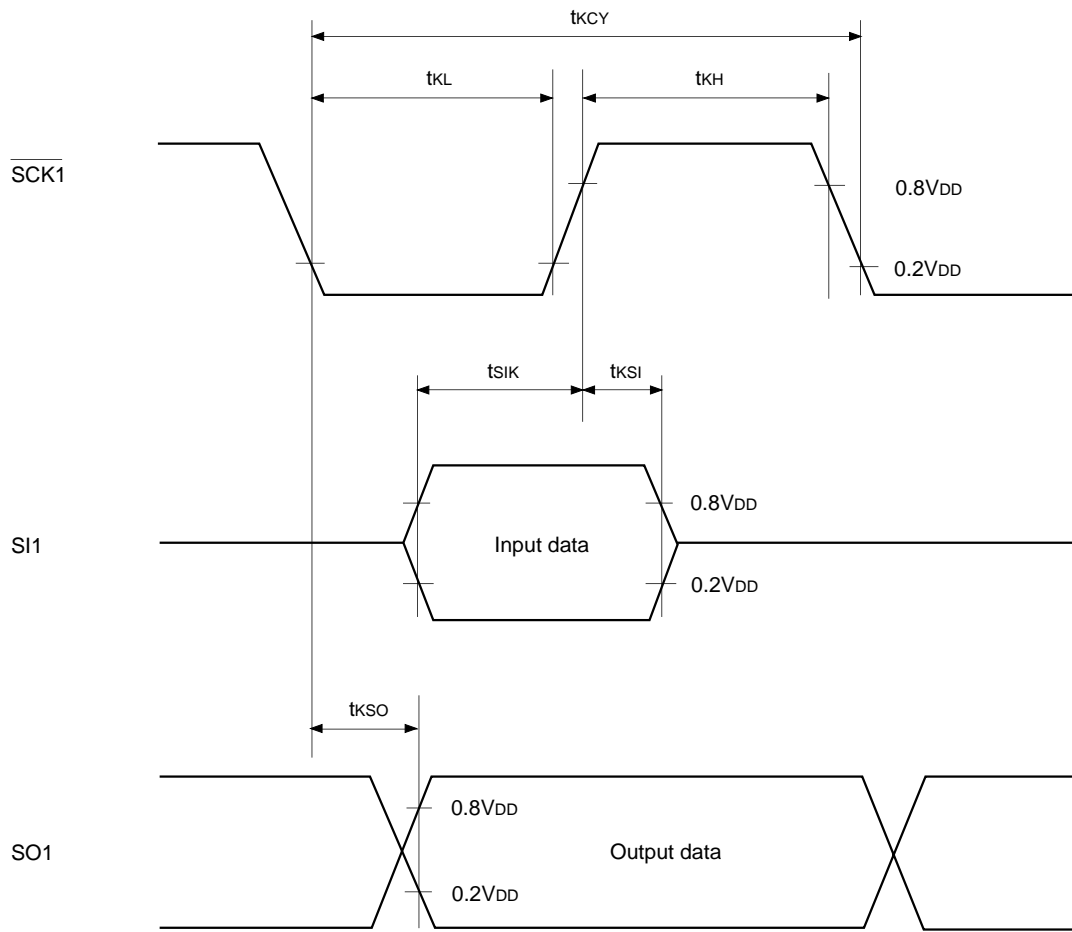 tKCY
tKL
tKH
SCK1
0.8VDD
0.2VDD
tSIK
tKSI
0.8VDD
SI1
Input data
0.2VDD
tKSO
0.8VDD
SO1
Output data
0.2VDD